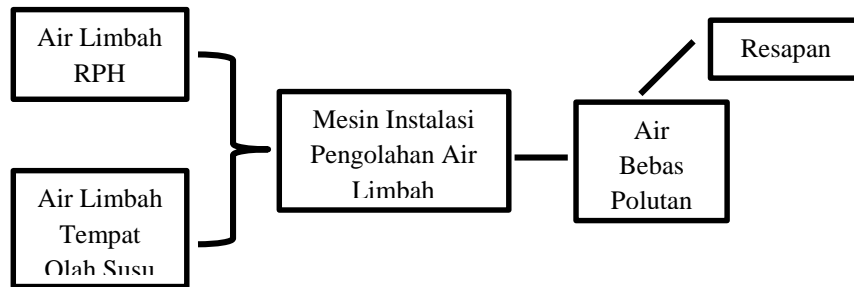 Air Limbah
RPH
Air Limbah
Tempat
Olah Susu
Mesin Instalasi
Pengolahan Air
Limbah
Air
Bebas
Polutan
Resapan